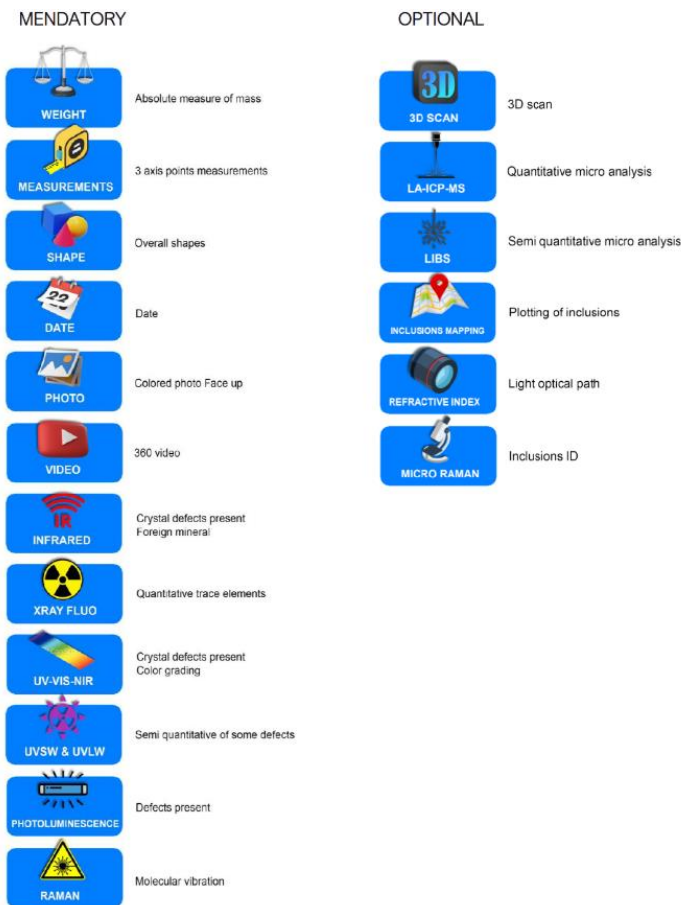 MENDATORY
WEIGHT
Absolute measure of mass
MEASUREMENTS
3 axis points measurements
SHAPE
Overall shapes
22
DATE
Date
PHOTO
Colored photo Face up
VIDEO
360 video
IR
INFRARED
Crystal defects present
Foreign mineral
XRAY FLUO
Quantitative trace elements
UV-VIS-NIR
Crystal defects present
Color grading
UVSW & UVLW
Semi quantitative of some defects
PHOTOLUMINESCENCE
Defects present
RAMAN
Molecular vibration
OPTIONAL
3D
3D SCAN
3D scan
LA-ICP-MS
Quantitative micro analysis
LIBS
Semi quantitative micro analysis
INCLUSIONS MAPPING
Plotting of inclusions
REFRACTIVE INDEX
Light optical path
MICRO RAMAN
Inclusions ID